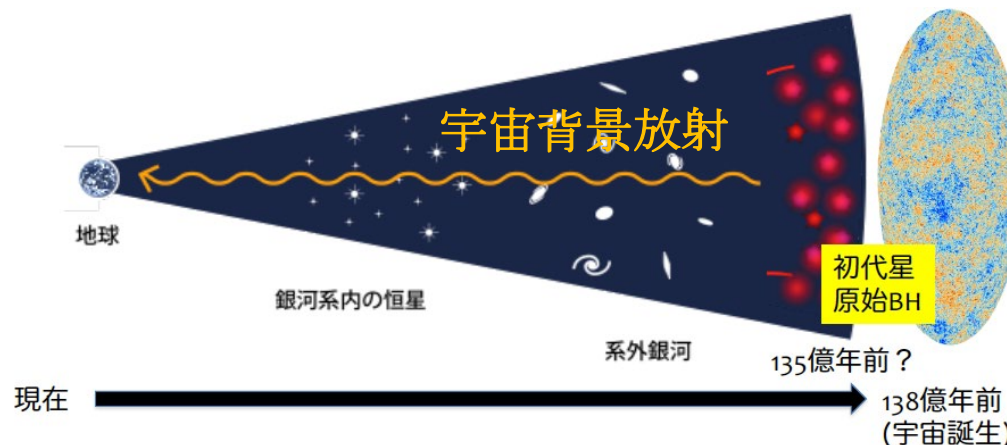 宇宙背景放射
地球
初代星
原始BH
銀河系内の恒星
系外銀河
135億年前？
現在
138億年前
(宇宙誕生)